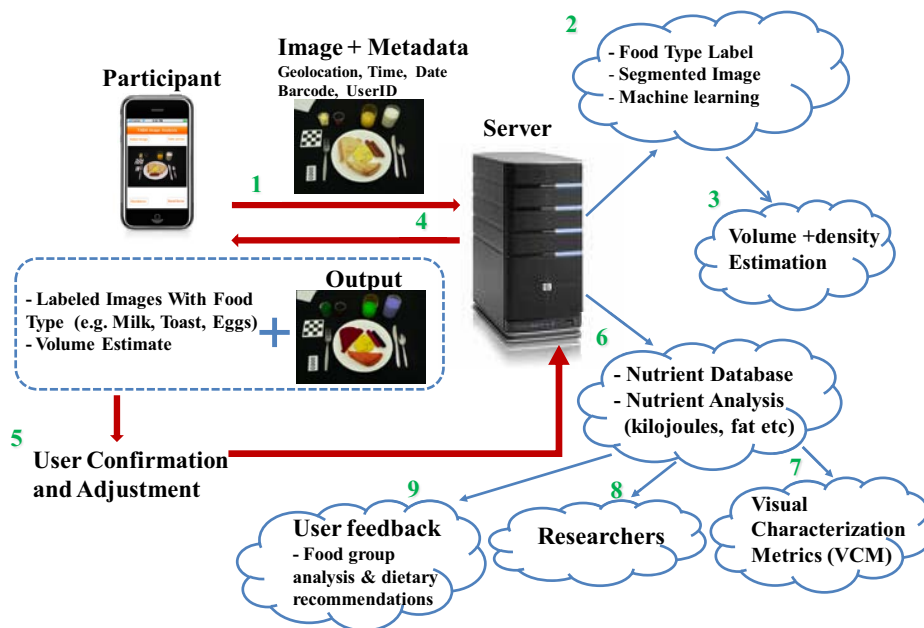 Participant
Image + Metadata
Geolocation, Time, Date
Barcode, UserID
1
4
Server
2
- Food Type Label
- Segmented Image
- Machine learning
3
Volume +density
Estimation
Output
- Labeled Images With Food
Type (e.g. Milk, Toast, Eggs)
- Volume Estimate
+
5
User Confirmation
and Adjustment
6
- Nutrient Database
- Nutrient Analysis
(kilojoules, fat etc)
7
Visual
Characterization
Metrics (VCM)
8
Researchers
9
User feedback
- Food group
analysis & dietary
recommendations